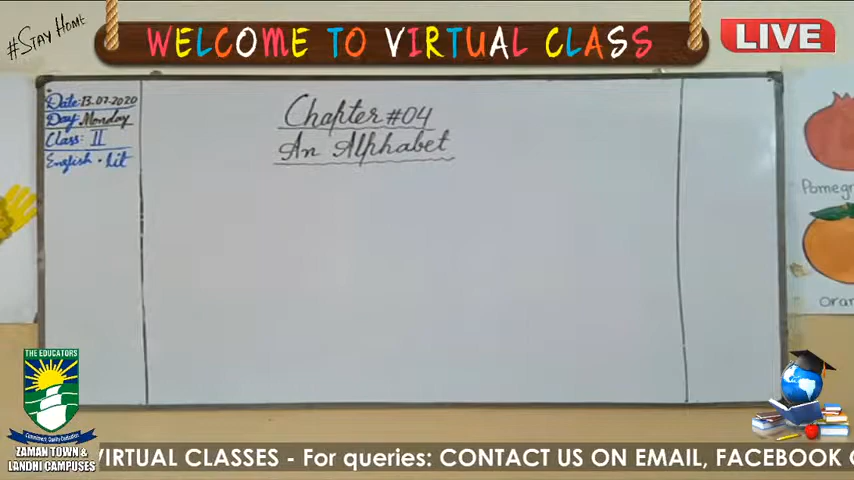 #STAY HOME
WELCOME TO VIRTUAL CLASS
LIVE
Date: 13.07.2020
Day: Monday
Class: II
English . Lit
Chapter #04
An Alphabet
Pomegr
Oran
THE EDUCATORS
ZAMAN TOWN &
LANDHI CAMPUSES
VIRTUAL CLASSES - For queries: CONTACT US ON EMAIL, FACEBOOK